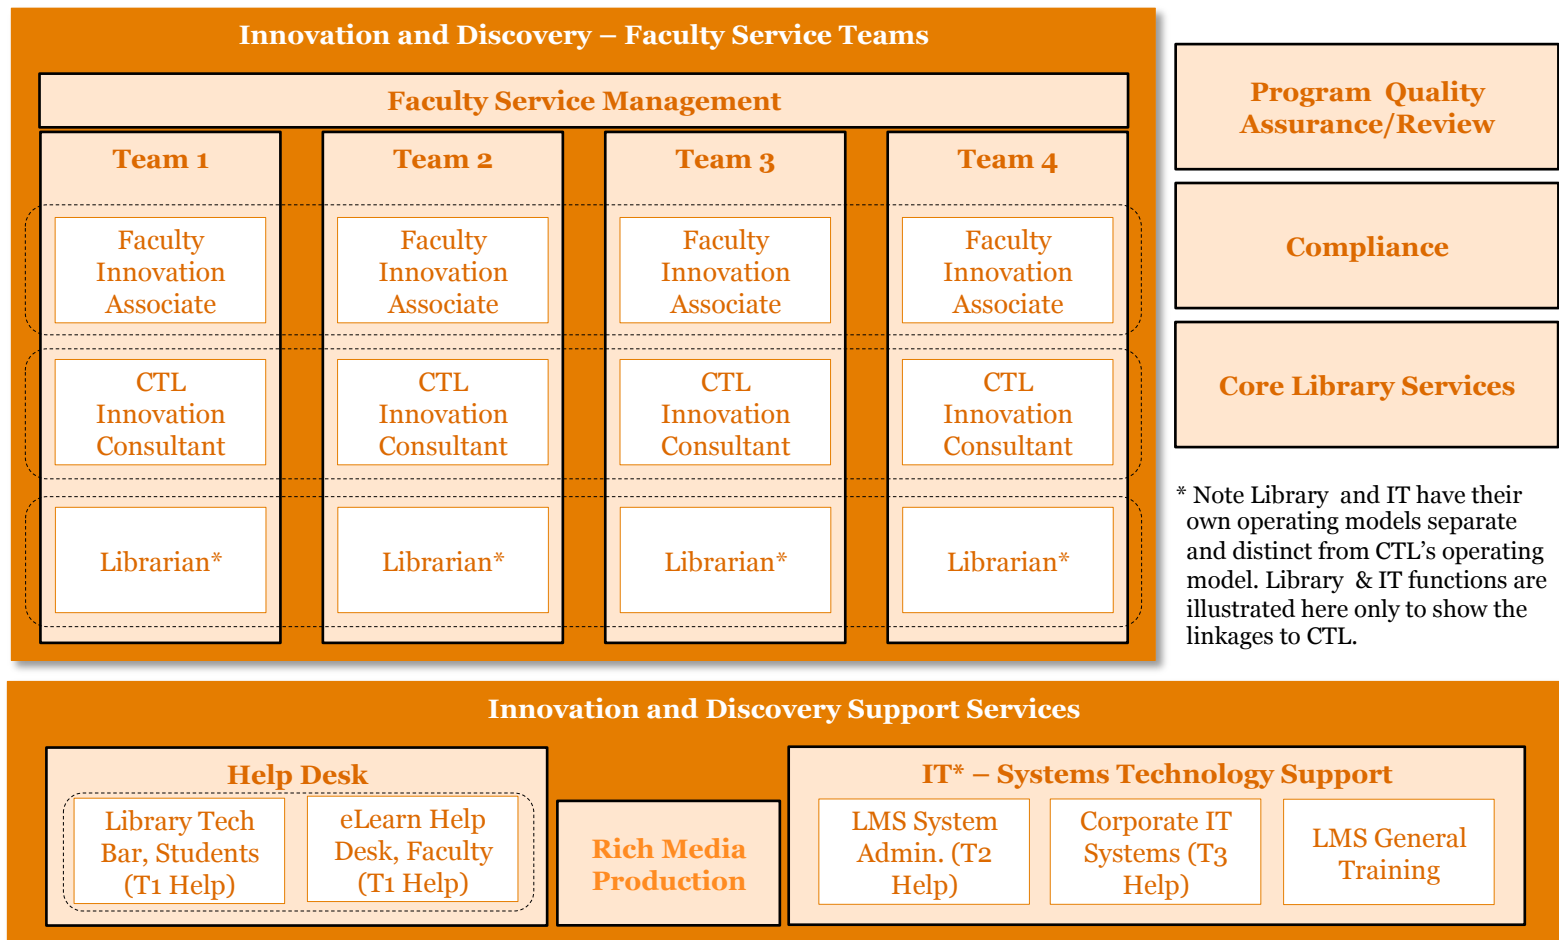 Innovation and Discovery – Faculty Service Teams
Faculty Service Management
Team 1
Faculty
Innovation
Associate
CTL
Innovation
Consultant
Librarian*
Team 2
Faculty
Innovation
Associate
CTL
Innovation
Consultant
Librarian*
Team 3
Faculty
Innovation
Associate
CTL
Innovation
Consultant
Librarian*
Team 4
Faculty
Innovation
Associate
CTL
Innovation
Consultant
Librarian*
Program Quality
Assurance/Review
Compliance
Core Library Services
* Note Library and IT have their
own operating models separate
and distinct from CTL’s operating
model. Library & IT functions are
illustrated here only to show the
linkages to CTL.
Innovation and Discovery Support Services
Help Desk
Library Tech
Bar, Students
(T1 Help)
eLearn Help
Desk, Faculty
(T1 Help)
Rich Media
Production
IT* – Systems Technology Support
LMS System
Admin. (T2
Help)
Corporate IT
Systems (T3
Help)
LMS General
Training